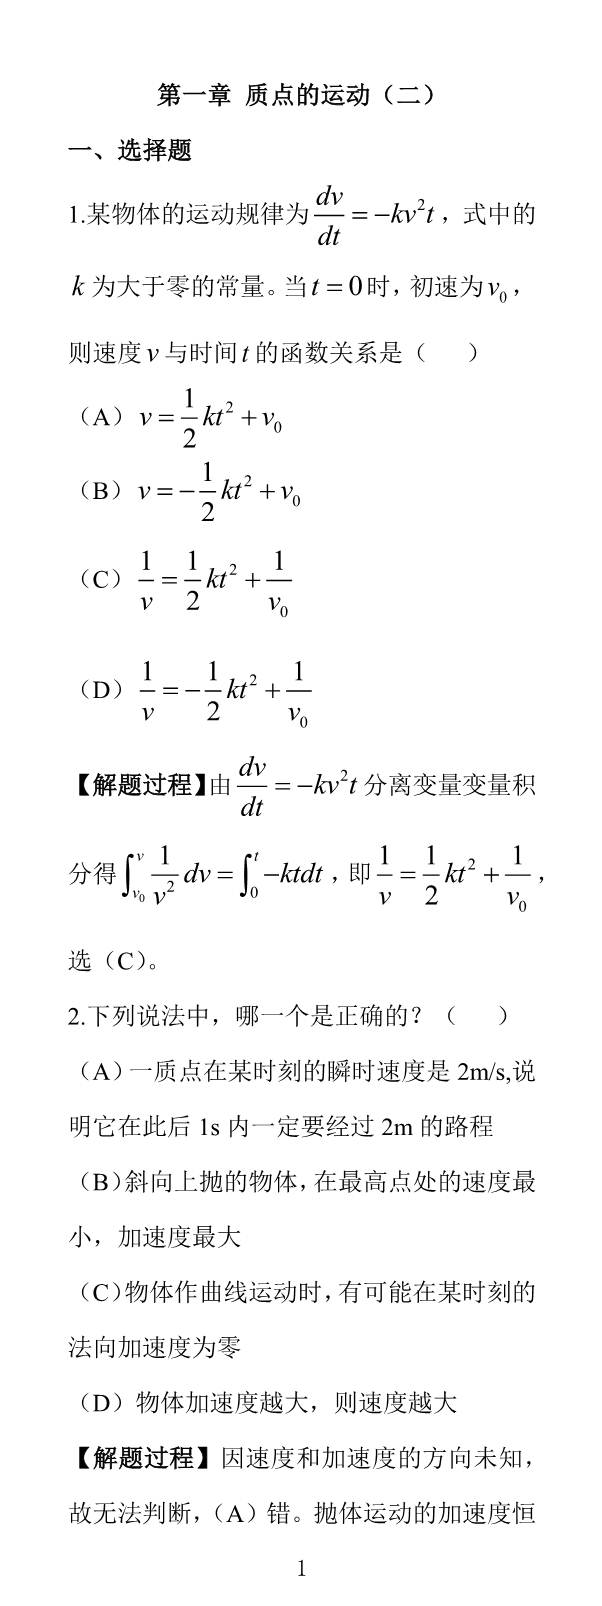 第一章 质点的运动（二）
一、选择题
1.某物体的运动规律为 $\frac{dv}{dt}=-kv^2t$，式中的
$k$ 为大于零的常量。当 $t=0$ 时，初速为 $v_0$，
则速度 $v$ 与时间 $t$ 的函数关系是（　　）
（A）$v=\frac{1}{2}kt^2+v_0$
（B）$v=-\frac{1}{2}kt^2+v_0$
（C）$\frac{1}{v}=\frac{1}{2}kt^2+\frac{1}{v_0}$
（D）$\frac{1}{v}=-\frac{1}{2}kt^2+\frac{1}{v_0}$
【解题过程】由 $\frac{dv}{dt}=-kv^2t$ 分离变量变量积
分得 $\int_{v_0}^{v}\frac{1}{v^2}dv=\int_0^t-ktdt$，即 $\frac{1}{v}=\frac{1}{2}kt^2+\frac{1}{v_0}$，
选（C）。
2.下列说法中，哪一个是正确的？（　　）
（A）一质点在某时刻的瞬时速度是 2m/s,说
明它在此后 1s 内一定要经过 2m 的路程
（B）斜向上抛的物体，在最高点处的速度最
小，加速度最大
（C）物体作曲线运动时，有可能在某时刻的
法向加速度为零
（D）物体加速度越大，则速度越大
【解题过程】因速度和加速度的方向未知，
故无法判断，（A）错。抛体运动的加速度恒
1